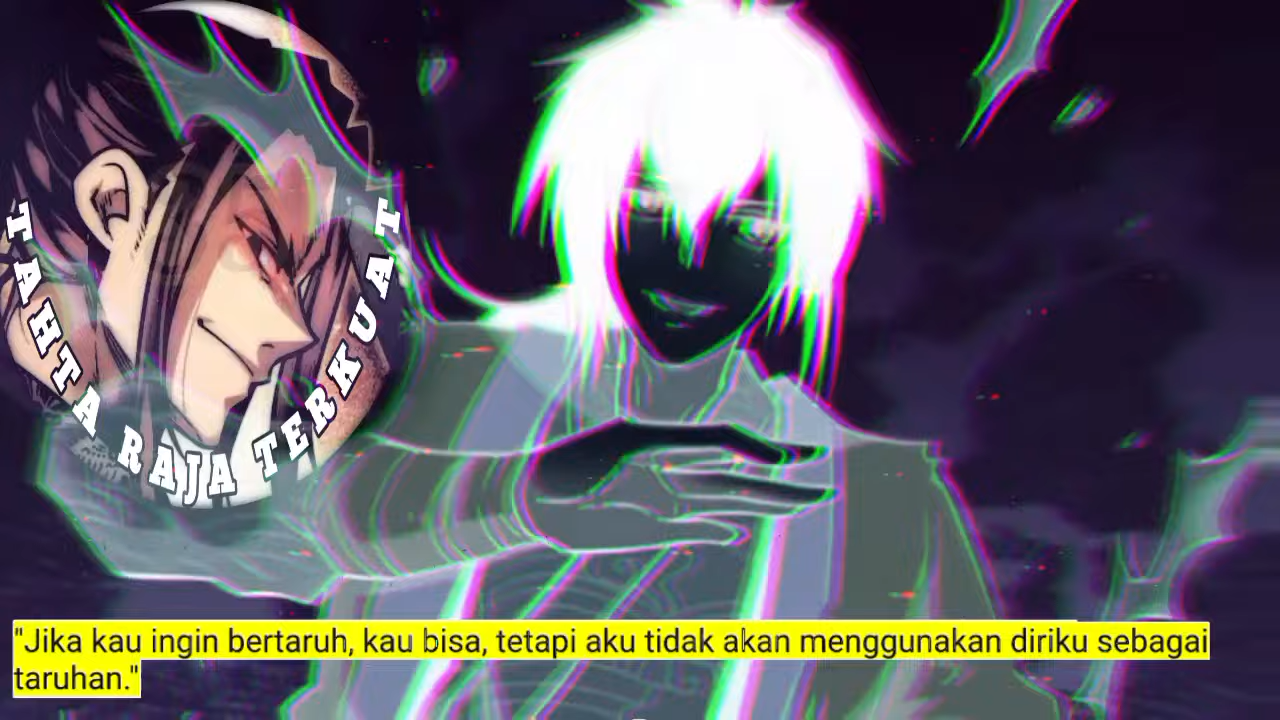 TAHTA RAJA TERKUAT
"Jika kau ingin bertaruh, kau bisa, tetapi aku tidak akan menggunakan diriku sebagai
taruhan."